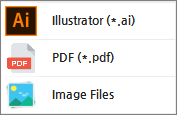 Ai Illustrator (*.ai)
PDF PDF (*.pdf)
Image Files